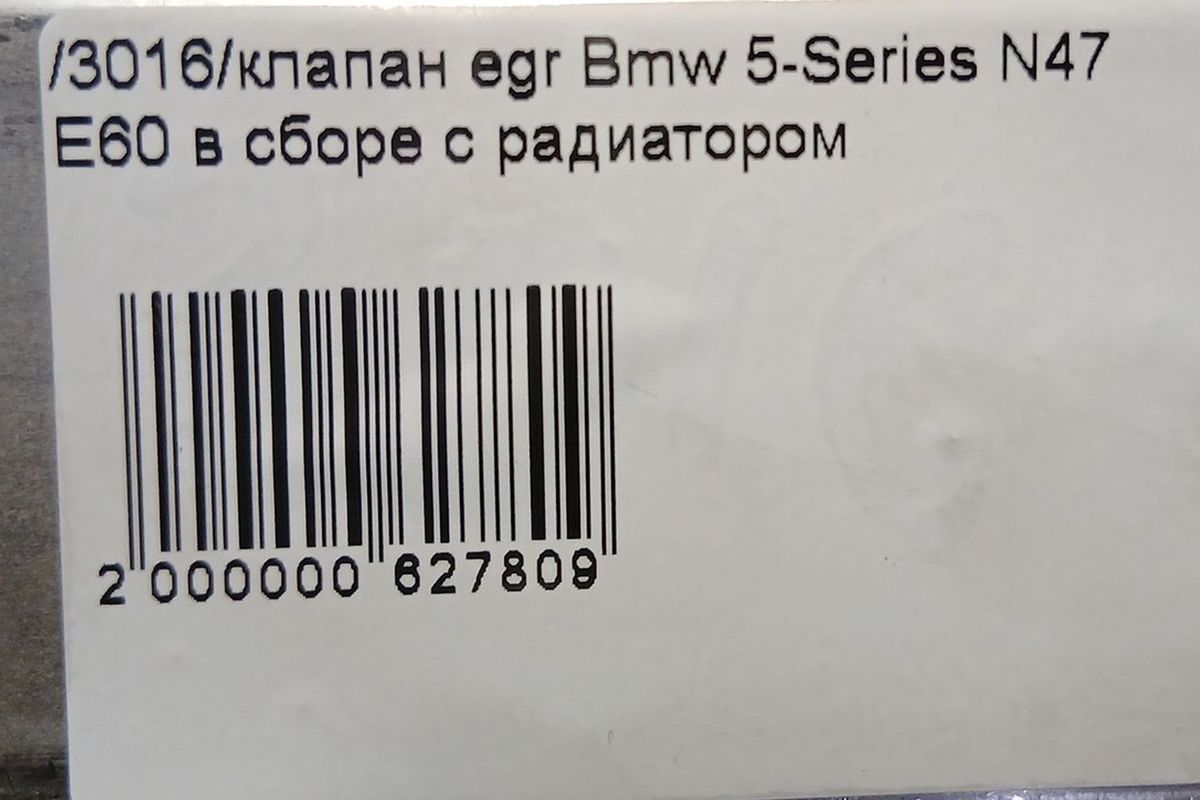 /3016/клапан egr Bmw 5-Series N47
E60 в сборе с радиатором
2 000000 627809